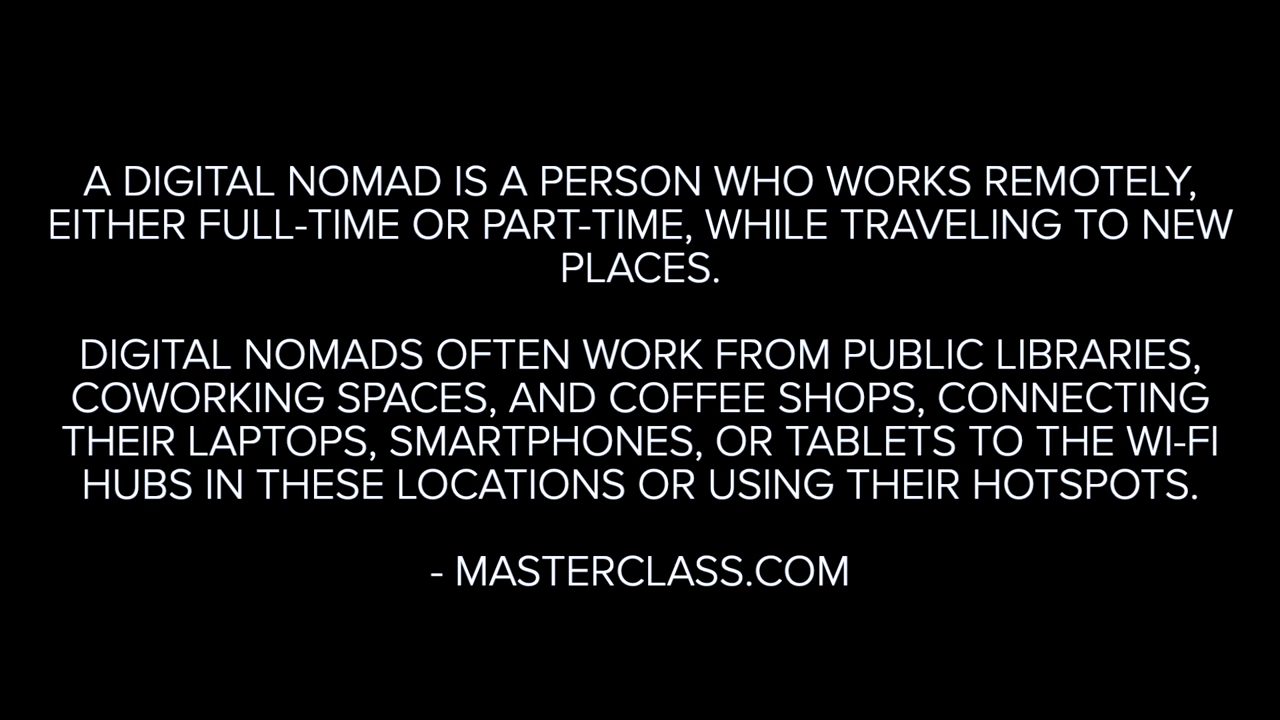 A DIGITAL NOMAD IS A PERSON WHO WORKS REMOTELY,
EITHER FULL-TIME OR PART-TIME, WHILE TRAVELING TO NEW
PLACES.
DIGITAL NOMADS OFTEN WORK FROM PUBLIC LIBRARIES,
COWORKING SPACES, AND COFFEE SHOPS, CONNECTING
THEIR LAPTOPS, SMARTPHONES, OR TABLETS TO THE WI-FI
HUBS IN THESE LOCATIONS OR USING THEIR HOTSPOTS.
- MASTERCLASS.COM